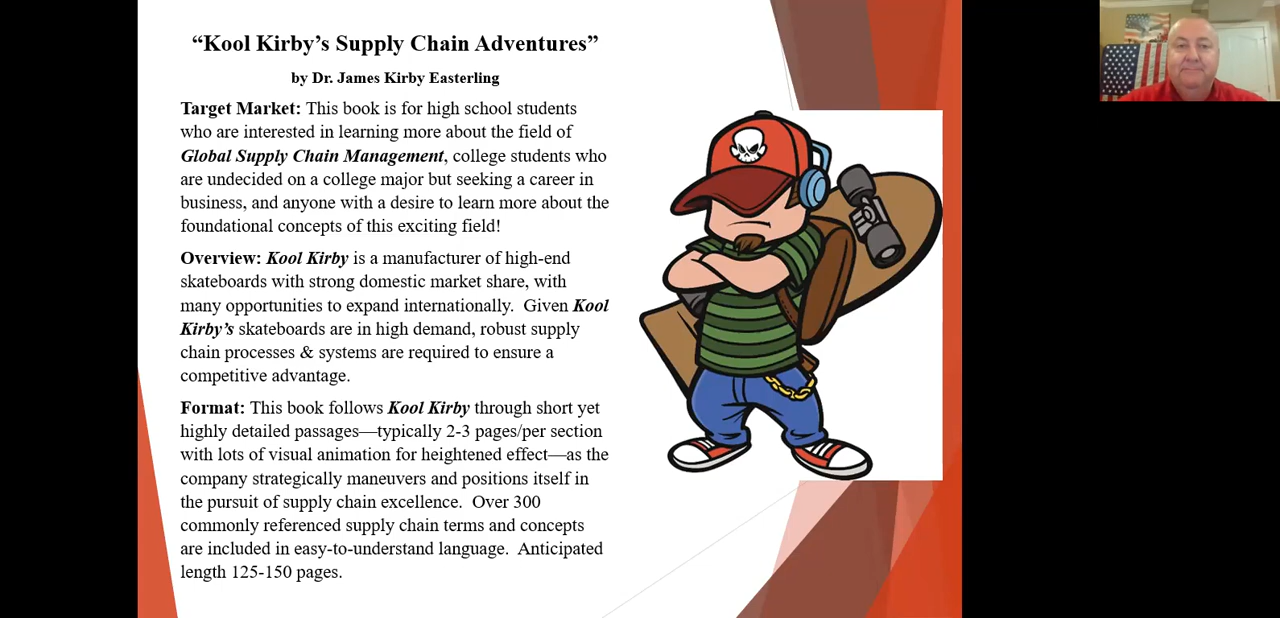 “Kool Kirby’s Supply Chain Adventures”
by Dr. James Kirby Easterling
Target Market: This book is for high school students
who are interested in learning more about the field of
Global Supply Chain Management, college students who
are undecided on a college major but seeking a career in
business, and anyone with a desire to learn more about the
foundational concepts of this exciting field!
Overview: Kool Kirby is a manufacturer of high-end
skateboards with strong domestic market share, with
many opportunities to expand internationally.  Given Kool
Kirby’s skateboards are in high demand, robust supply
chain processes & systems are required to ensure a
competitive advantage.
Format: This book follows Kool Kirby through short yet
highly detailed passages—typically 2-3 pages/per section
with lots of visual animation for heightened effect—as the
company strategically maneuvers and positions itself in
the pursuit of supply chain excellence.  Over 300
commonly referenced supply chain terms and concepts
are included in easy-to-understand language.  Anticipated
length 125-150 pages.